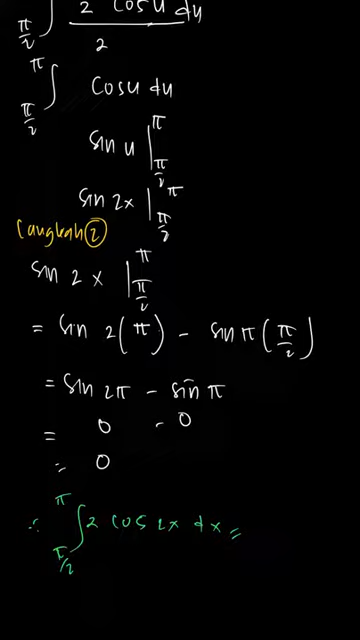 π/2 ∫ 2 cos u du / 2
π π/2 ∫ cos u du
sin u | π π/2
sin 2x | π π/2
Langkah ②
sin 2x | π π/2
= sin 2(π) - sin π(π/2)
= sin 2π - sin π
= 0 - 0
= 0
∴ π π/2 ∫ 2 cos 2x dx =